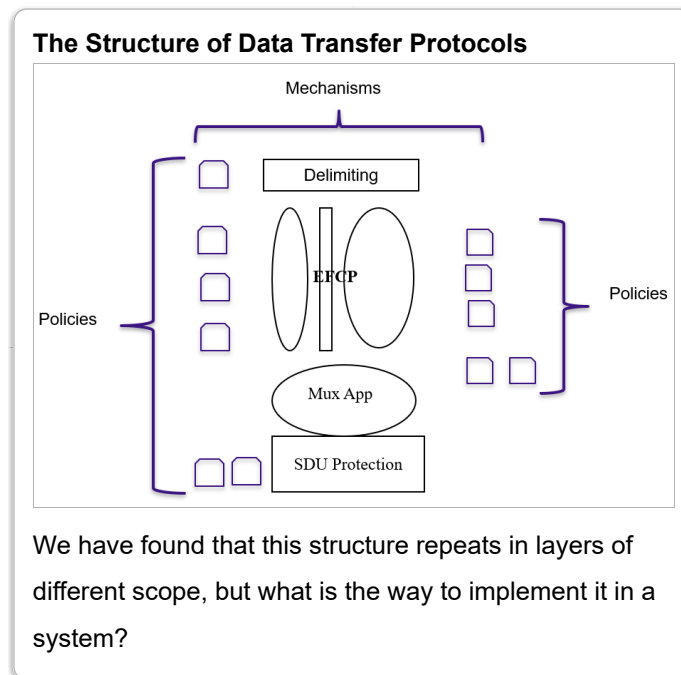 The Structure of Data Transfer Protocols
Mechanisms
Delimiting
EFCP
Policies
Policies
Mux App
SDU Protection
We have found that this structure repeats in layers of
different scope, but what is the way to implement it in a
system?